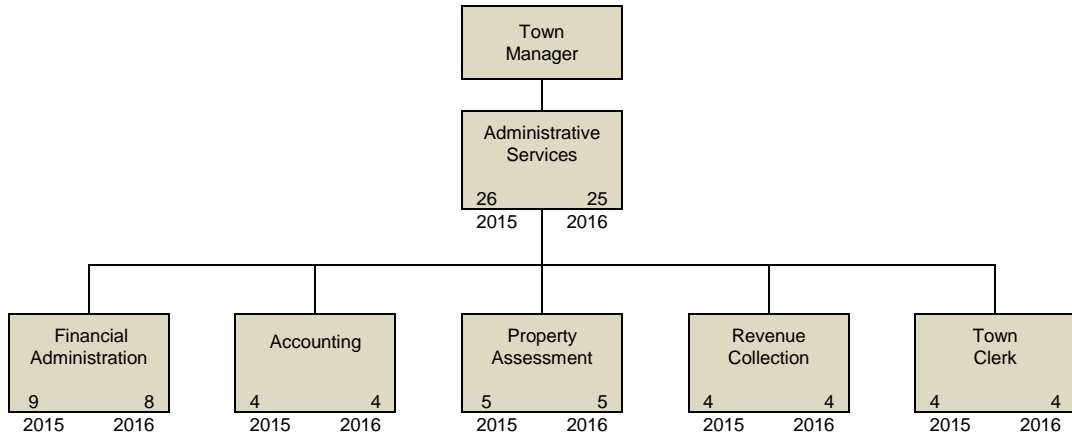 Town
Manager
Administrative
Services
26 25
2015 2016
Financial
Administration
9 8
2015 2016
Accounting
4 4
2015 2016
Property
Assessment
5 5
2015 2016
Revenue
Collection
4 4
2015 2016
Town
Clerk
4 4
2015 2016